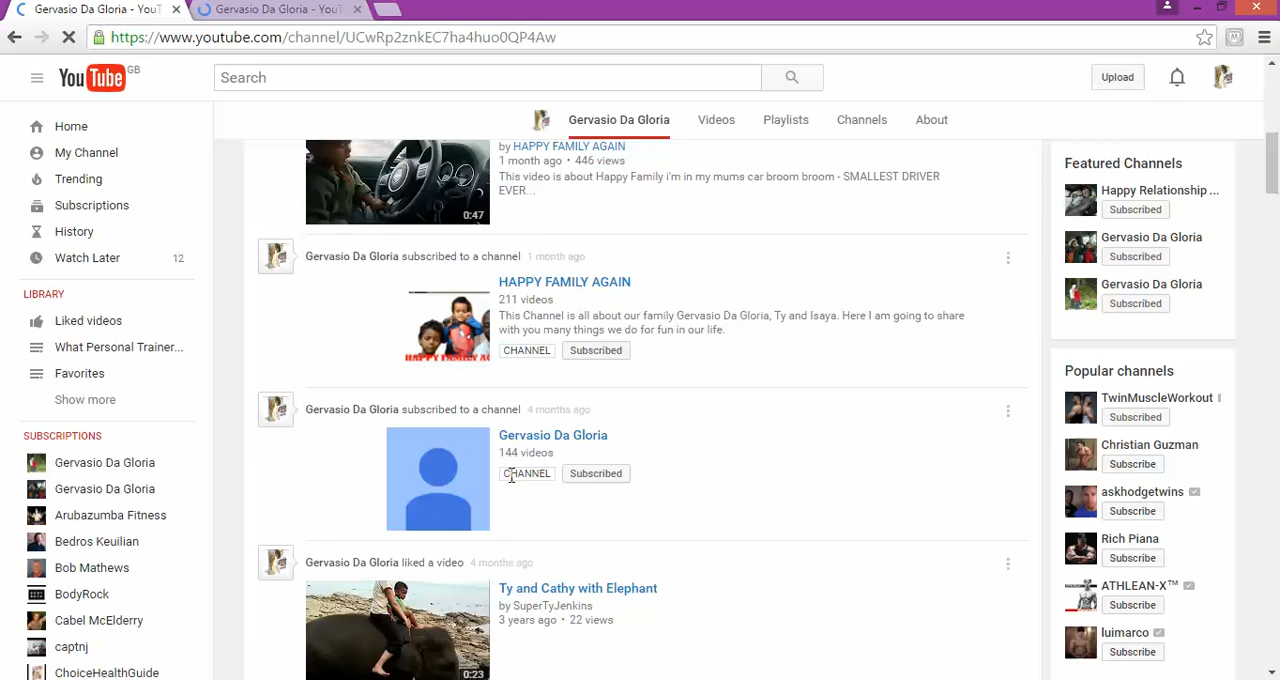 Gervasio Da Gloria - YouT
Gervasio Da Gloria - YouT
https://www.youtube.com/channel/UCwRp2znkEC7ha4huo0QP4Aw
YouTube GB
Search
Upload
Gervasio Da Gloria
Videos
Playlists
Channels
About
Home
My Channel
Trending
Subscriptions
History
Watch Later 12
LIBRARY
Liked videos
What Personal Trainer...
Favorites
Show more
SUBSCRIPTIONS
Gervasio Da Gloria
Gervasio Da Gloria
Arubazumba Fitness
Bedros Keuilian
Bob Mathews
BodyRock
Cabel McElderry
captnj
ChoiceHealthGuide
by HAPPY FAMILY AGAIN
1 month ago • 446 views
This video is about Happy Family i'm in my mums car broom broom - SMALLEST DRIVER
EVER...
0:47
Gervasio Da Gloria subscribed to a channel 1 month ago
HAPPY FAMILY AGAIN
211 videos
This Channel is all about our family Gervasio Da Gloria, Ty and Isaya. Here I am going to share
with you many things we do for fun in our life.
CHANNEL Subscribed
HAPPY FAMILY AG
Gervasio Da Gloria subscribed to a channel 4 months ago
Gervasio Da Gloria
144 videos
CHANNEL Subscribed
Gervasio Da Gloria liked a video 4 months ago
Ty and Cathy with Elephant
by SuperTyJenkins
3 years ago • 22 views
0:23
Featured Channels
Happy Relationship ...
Subscribed
Gervasio Da Gloria
Subscribed
Gervasio Da Gloria
Subscribed
Popular channels
TwinMuscleWorkout
Subscribed
Christian Guzman
Subscribe
askhodgetwins
Subscribe
Rich Piana
Subscribe
ATHLEAN-X™
Subscribe
luimarco
Subscribe